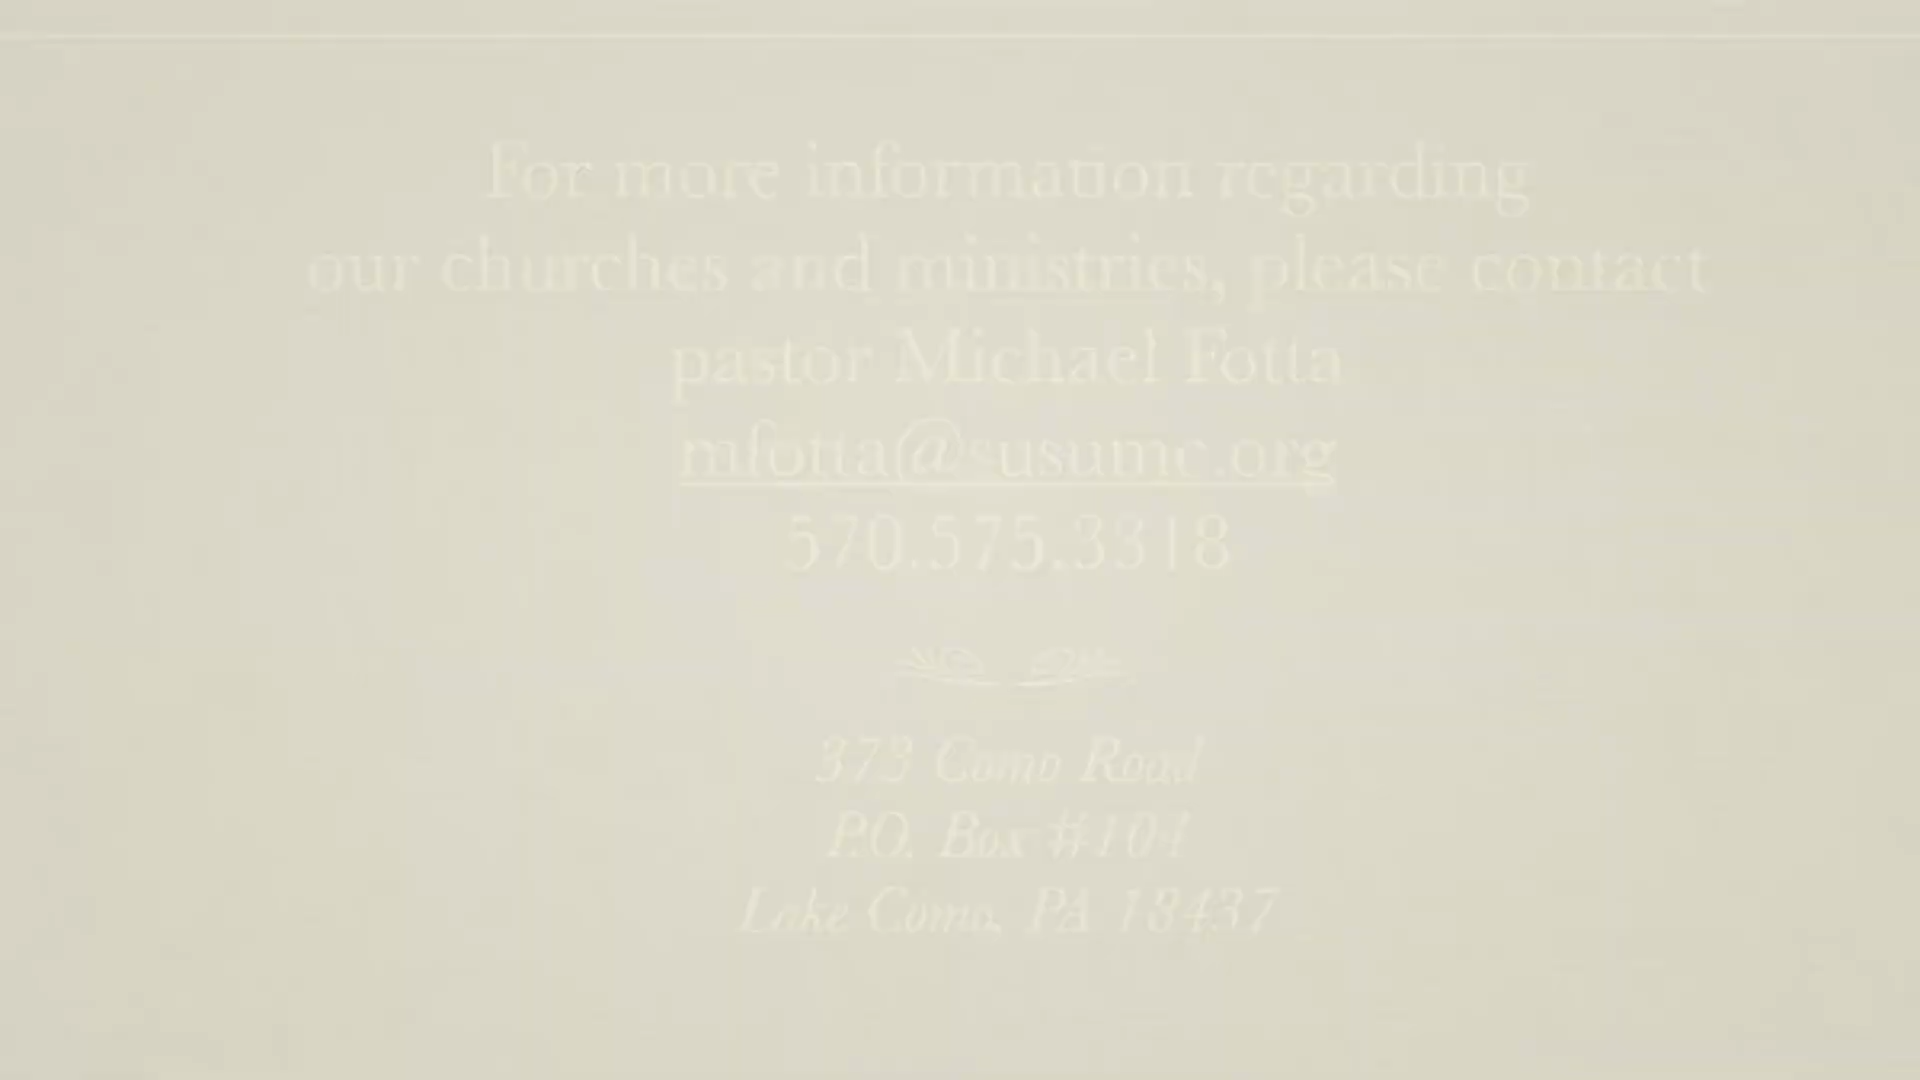 For more information regarding
our churches and ministries, please contact
pastor Michael Fotta
mfotta@susumc.org
570.575.3318
373 Como Road
P.O. Box #104
Lake Como, PA 18437